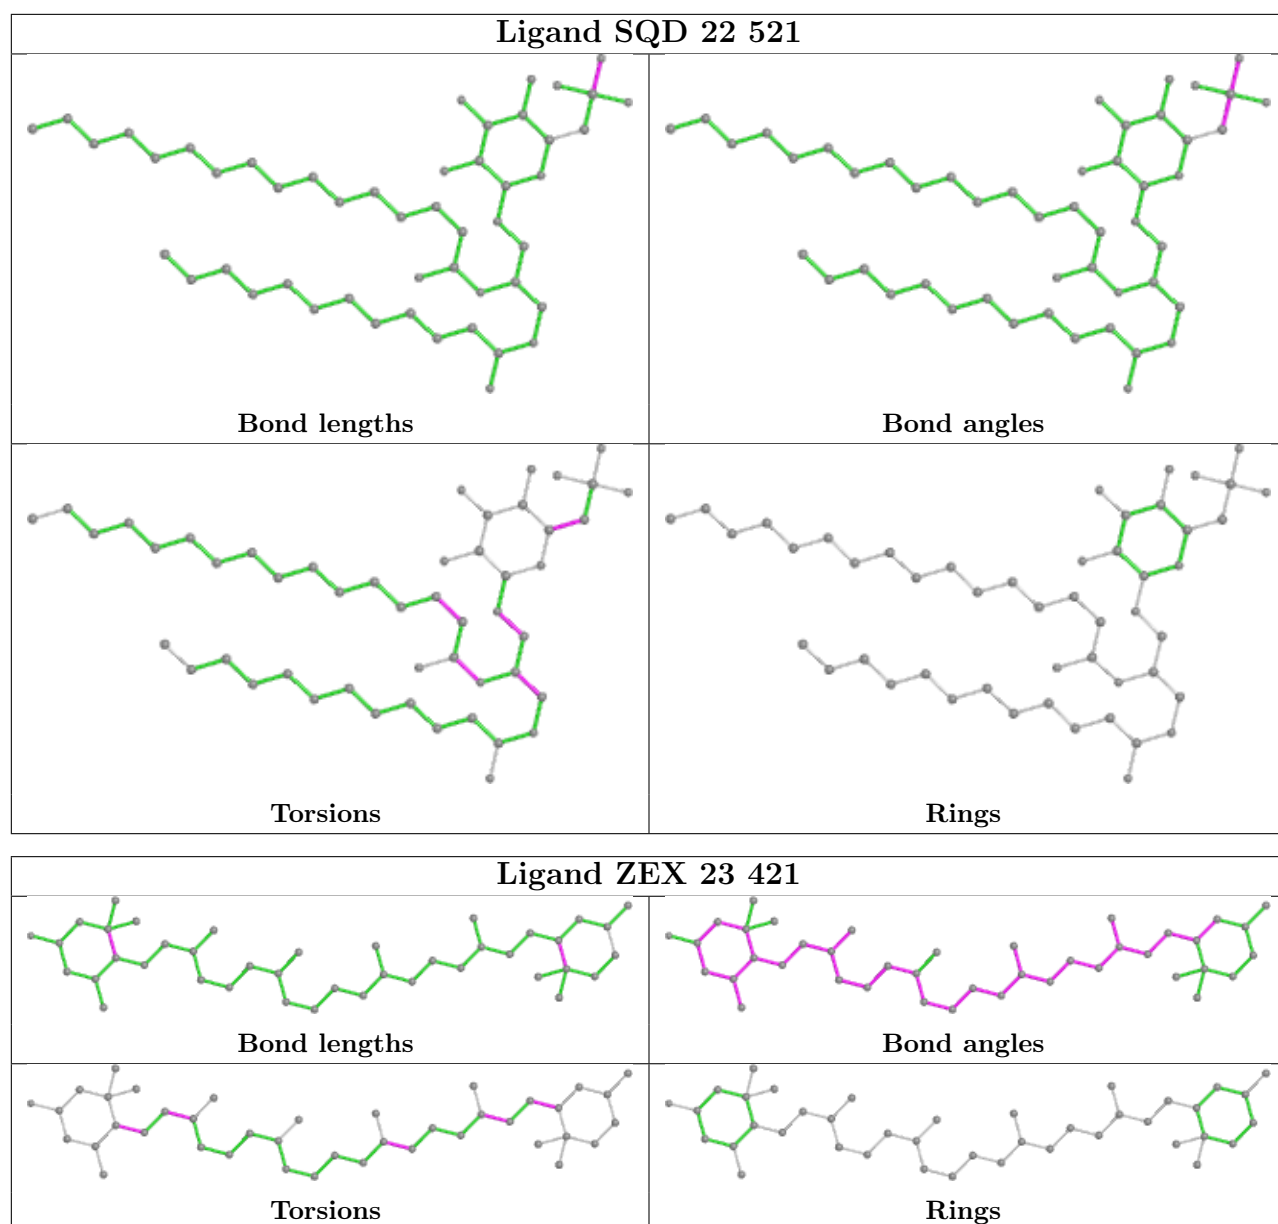 Ligand SQD 22 521
Bond lengths
Bond angles
Torsions
Rings
Ligand ZEX 23 421
Bond lengths
Bond angles
Torsions
Rings